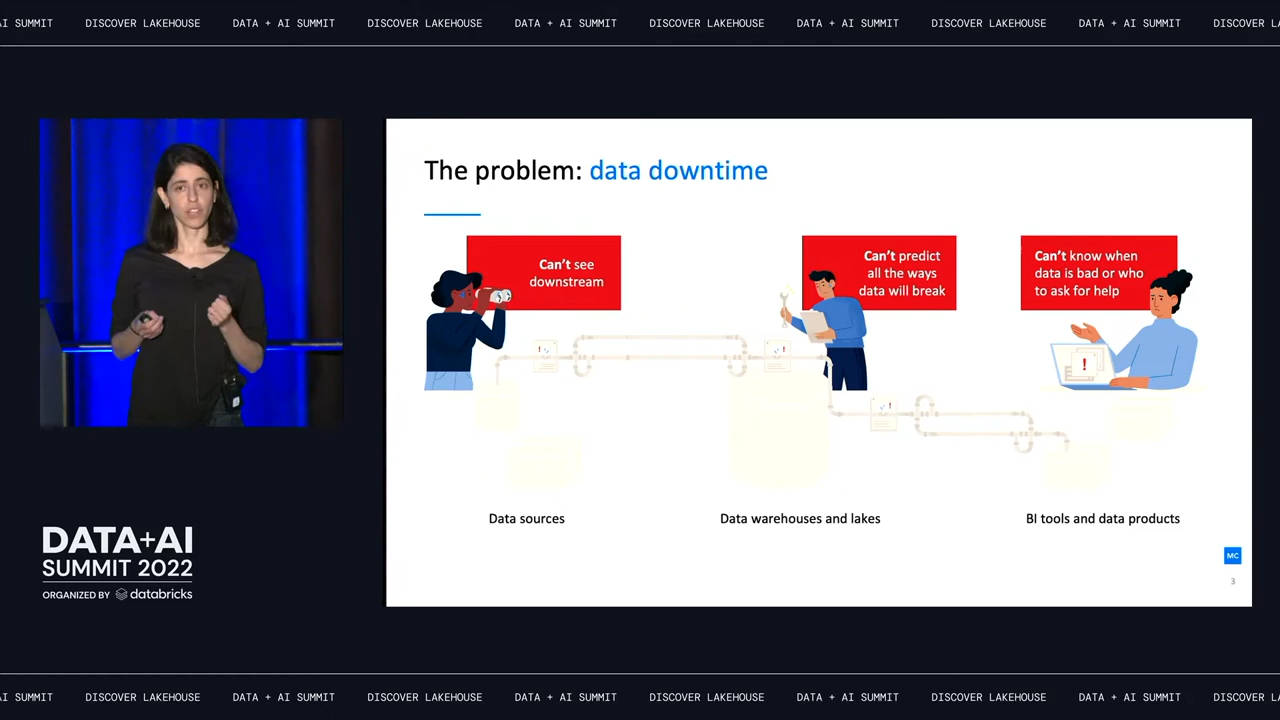 AI SUMMIT DISCOVER LAKEHOUSE DATA + AI SUMMIT DISCOVER LAKEHOUSE DATA + AI SUMMIT DISCOVER LAKEHOUSE DATA + AI SUMMIT DISCOVER LAKEHOUSE DATA + AI SUMMIT DISCOVER
The problem: data downtime
Can't see
downstream
Can't predict
all the ways
data will break
Can't know when
data is bad or who
to ask for help
!
!
!
!
Data sources
Data warehouses and lakes
BI tools and data products
MC
3
DATA+AI
SUMMIT 2022
ORGANIZED BY databricks
AI SUMMIT DISCOVER LAKEHOUSE DATA + AI SUMMIT DISCOVER LAKEHOUSE DATA + AI SUMMIT DISCOVER LAKEHOUSE DATA + AI SUMMIT DISCOVER LAKEHOUSE DATA + AI SUMMIT DISCOVER